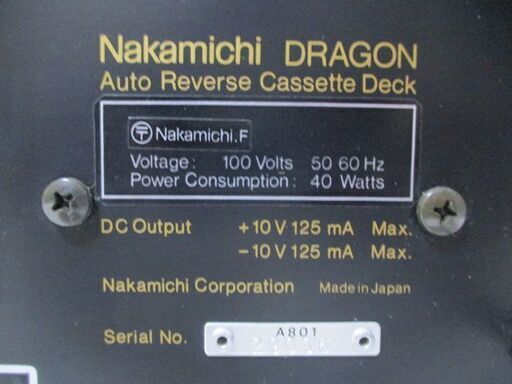 Nakamichi DRAGON
Auto Reverse Cassette Deck
Nakamichi.F
Voltage: 100 Volts 50 60 Hz
Power Consumption: 40 Watts
DC Output +10 V 125 mA Max.
−10 V 125 mA Max.
Nakamichi Corporation Made in Japan
Serial No. A801